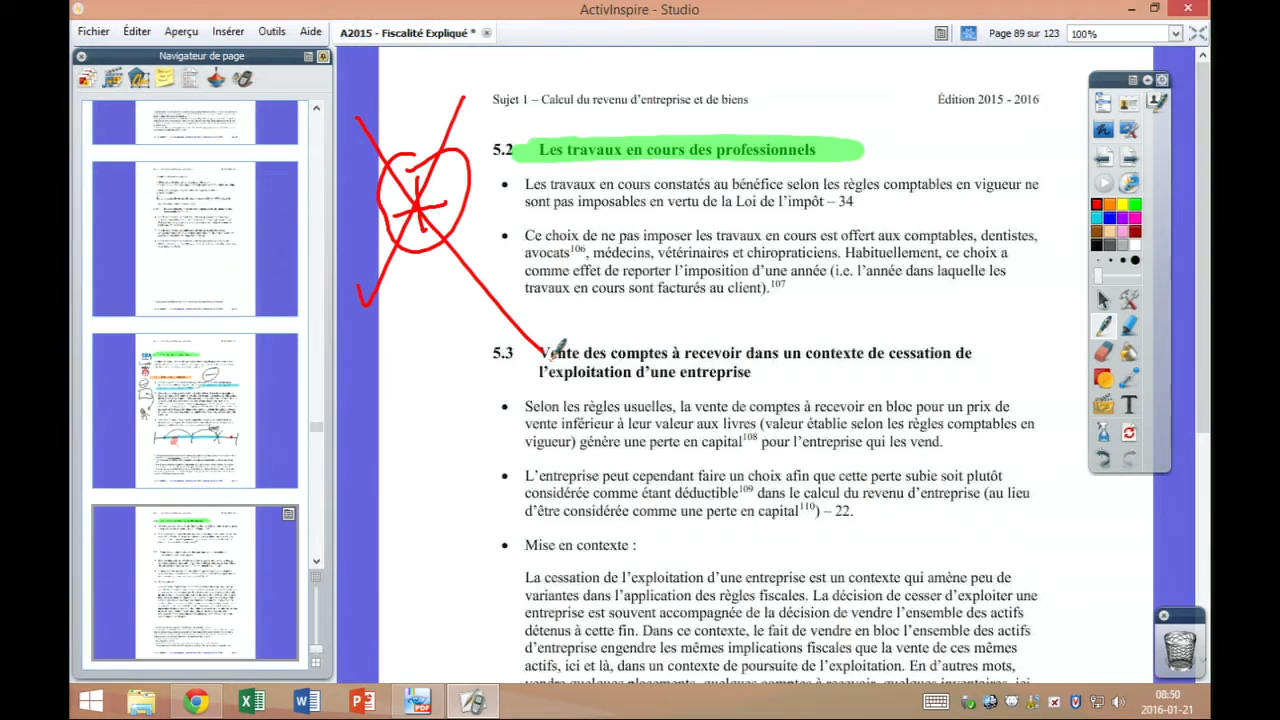 ActivInspire - Studio
Fichier Éditer Aperçu Insérer Outils Aide
A2015 - Fiscalité Expliqué *
Page 89 sur 123
100%
Navigateur de page
Sujet 1 – Calcul du revenu d'entreprise et de biens
Édition 2015 - 2016
5.2 Les travaux en cours des professionnels
• Les travaux en cours constatés au bénéfice selon les règles comptables en vigueur ne
sont pas imposables en vertu de la Loi de l'impôt – 34
• Ce choix de ne pas imposer les travaux en cours est offert aux comptables, dentistes,
avocats106, médecins, vétérinaires et chiropraticiens. Habituellement, ce choix a
comme effet de reporter l'imposition d'une année (i.e. l'année dans laquelle les
travaux en cours sont facturés au client).107
5.3 Vente des comptes à recevoir dans un contexte de cessation de
l'exploitation d'une entreprise
• Selon les règles usuelles, la vente de comptes à recevoir en bloc pour un prix de
vente inférieur à leur valeur aux livres (valeur établie selon les règles comptables en
vigueur) génère une perte en capital108 pour l'entreprise qui les vend.
• L'entreprise peut cependant faire un choix afin que cette perte subie soit plutôt
considérée comme étant déductible109 dans le calcul du revenu d'entreprise (au lieu
d'être considérée comme une perte en capital110) – 22.
• Mise en contexte :
La cessation de l'exploitation d'une entreprise est un contexte qui amène peu de
variantes dans l'application des règles fiscales. La décision de cesser d'exploiter une
entreprise est souvent accompagnée de la décision de vendre l'ensemble des actifs
détenus à cette fin. Dans ce contexte, le fait de vendre en bloc l'ensemble des actifs
d'entreprise engendre les mêmes implications fiscales que la vente de ces mêmes
actifs, ici et là, dans un contexte de poursuite de l'exploitation. En d'autres mots,
vendre quelques placements, quelques comptes à recevoir, quelques inventaires, ici
08:50
2016-01-21